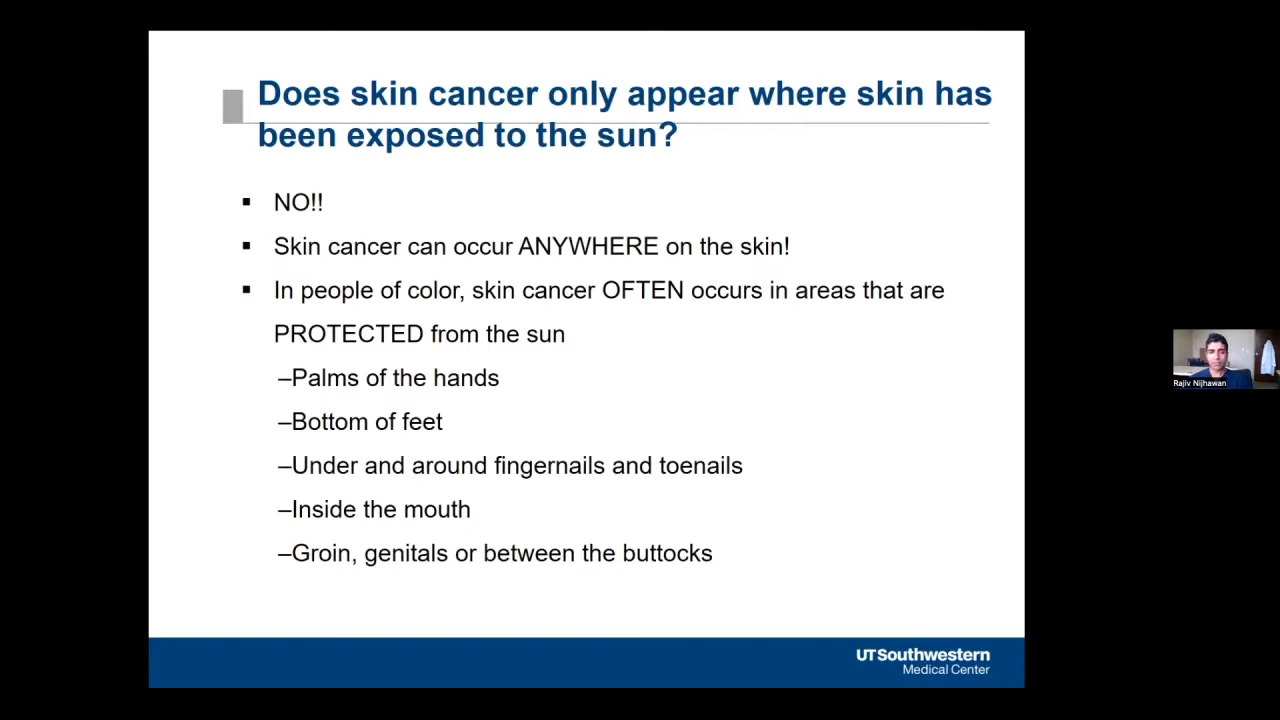 Does skin cancer only appear where skin has
been exposed to the sun?
▪ NO!!
▪ Skin cancer can occur ANYWHERE on the skin!
▪ In people of color, skin cancer OFTEN occurs in areas that are
PROTECTED from the sun
–Palms of the hands
–Bottom of feet
–Under and around fingernails and toenails
–Inside the mouth
–Groin, genitals or between the buttocks
UTSouthwestern
Medical Center
Rajiv Nijhawan